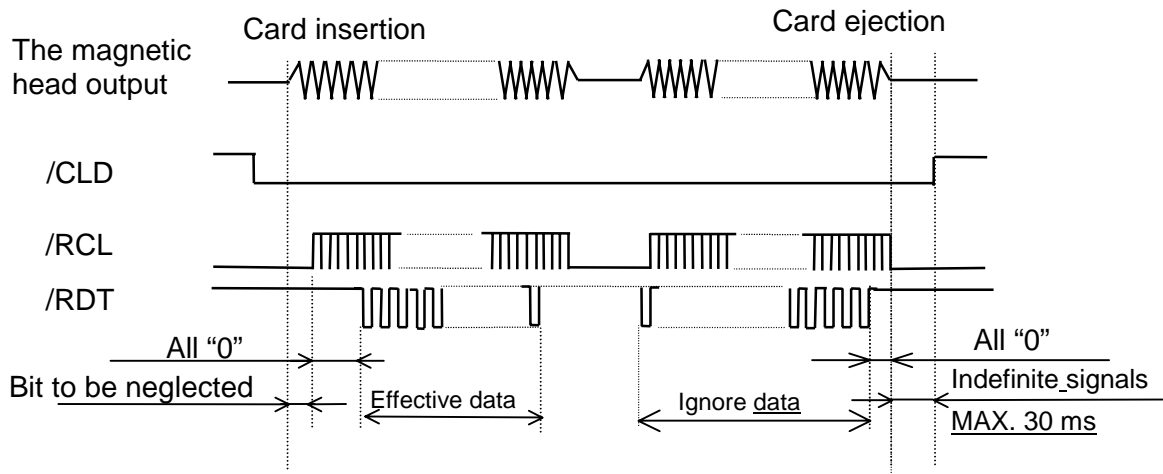 Card insertion
Card ejection
The magnetic
head output
/CLD
/RCL
/RDT
All “0”
All “0”
Bit to be neglected
Effective data
Ignore data
Indefinite signals
MAX. 30 ms